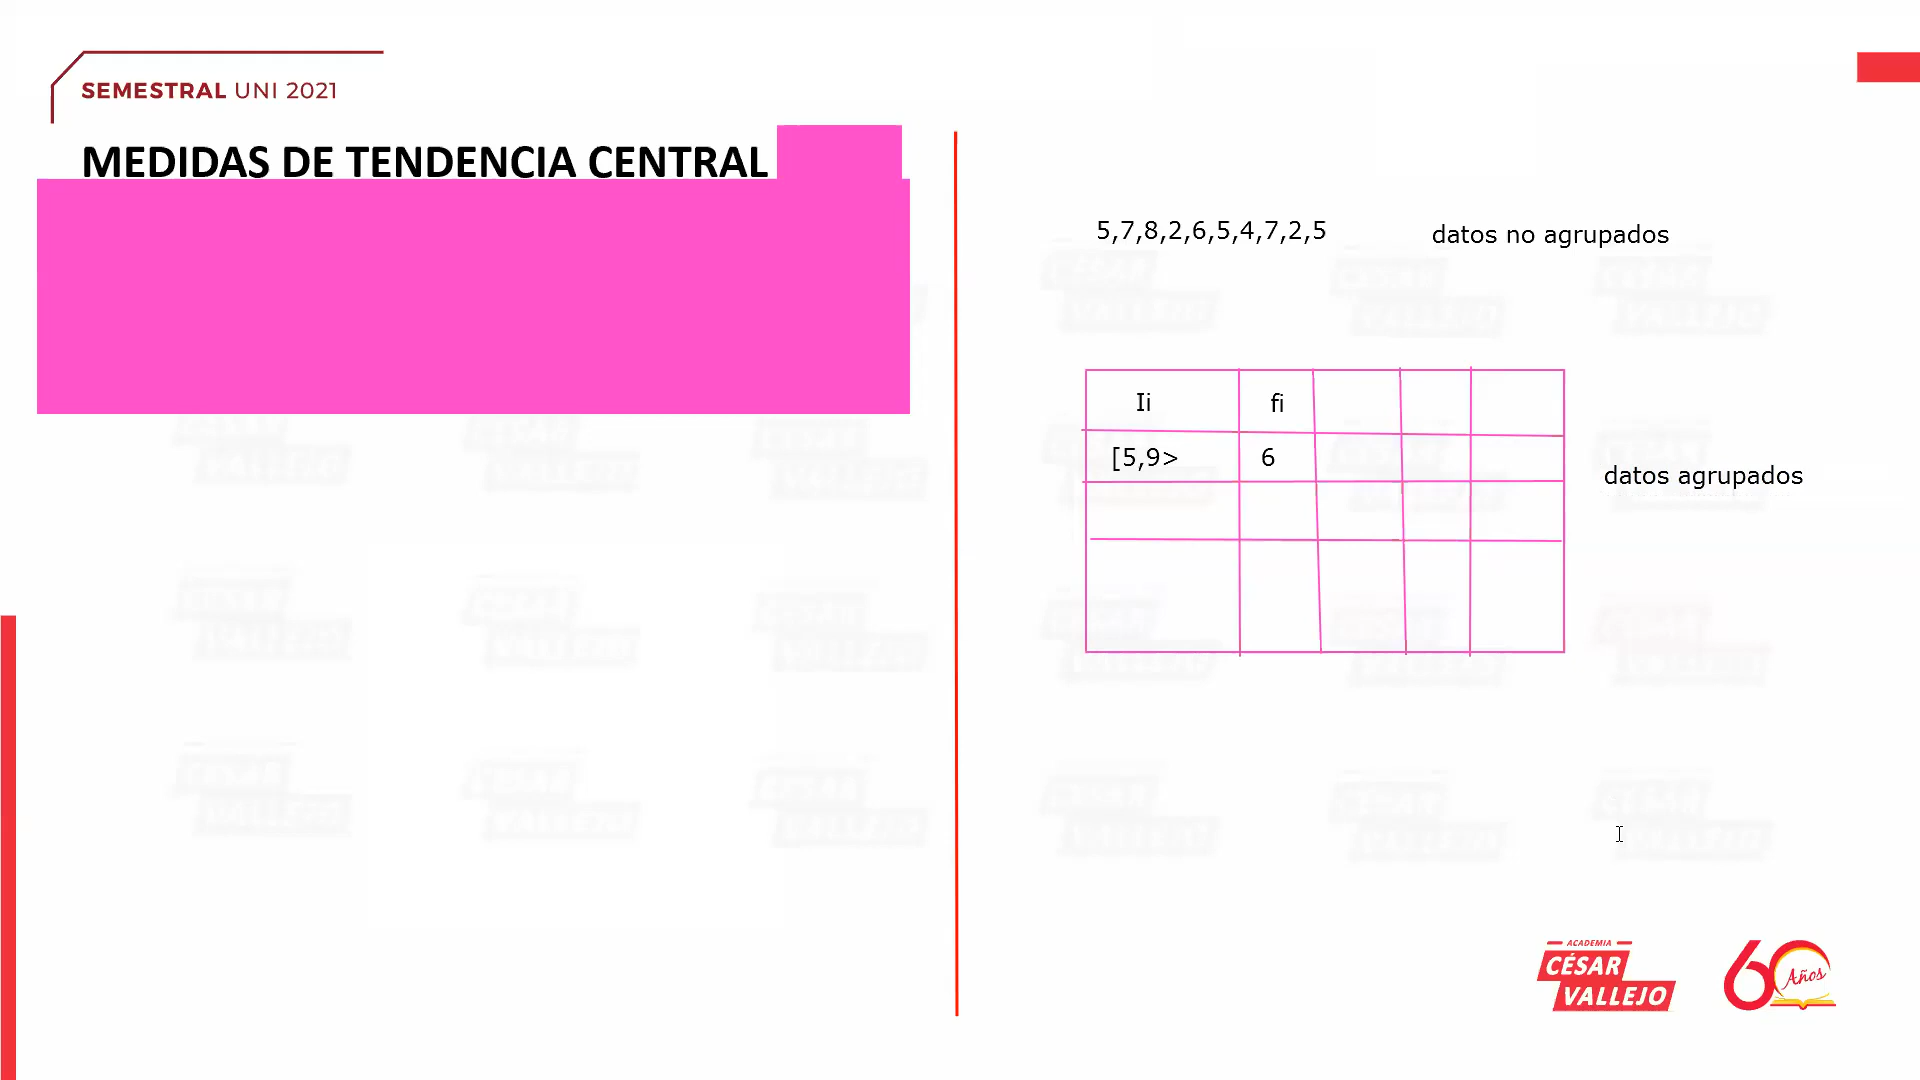 SEMESTRAL UNI 2021
MEDIDAS DE TENDENCIA CENTRAL
5,7,8,2,6,5,4,7,2,5
datos no agrupados
Ii
fi
[5,9>
6
datos agrupados
ACADEMIA
CÉSAR
VALLEJO
60
Años